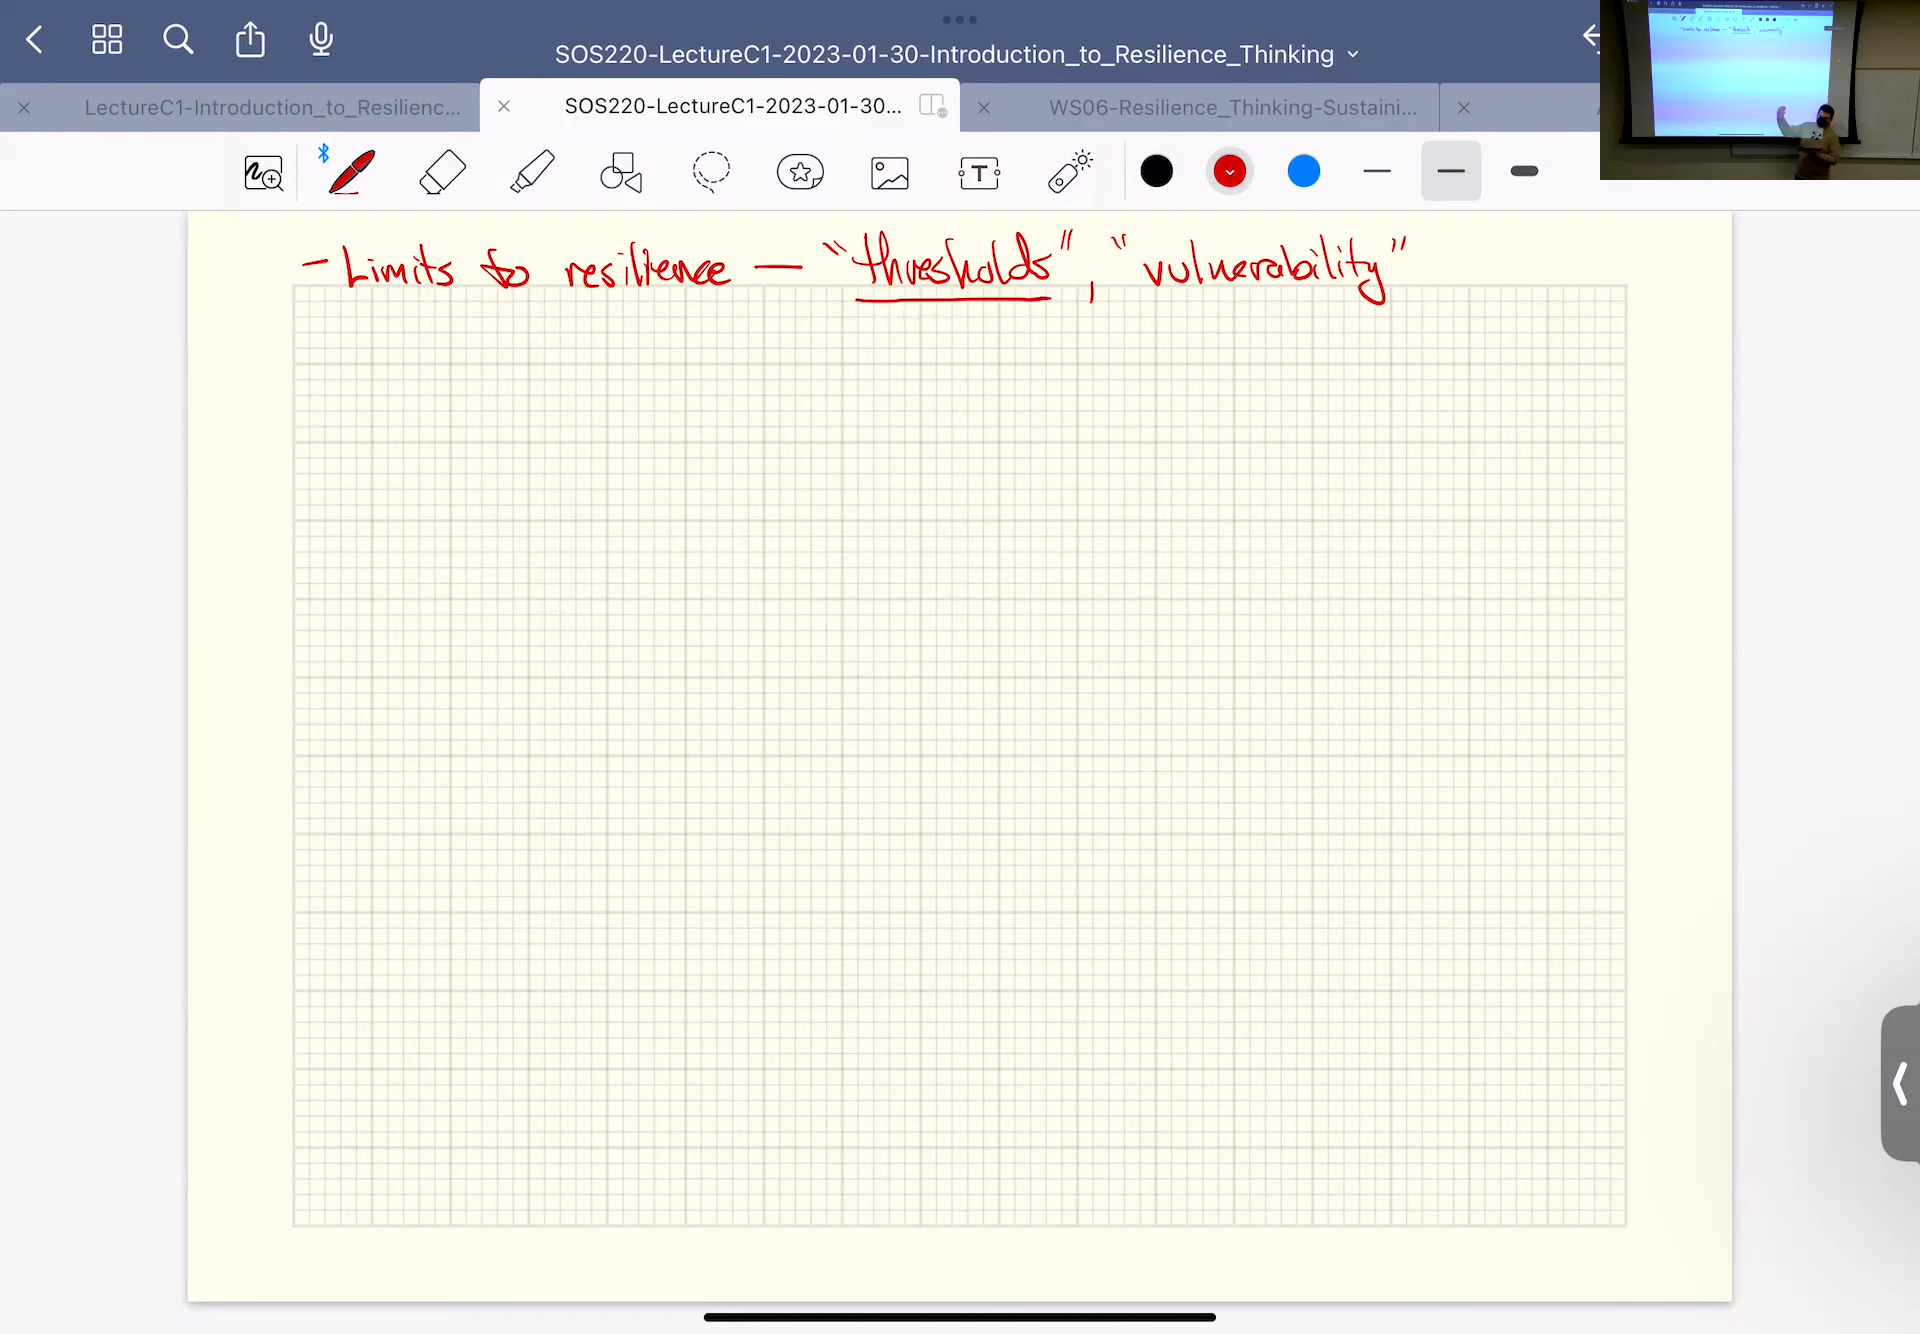 SOS220-LectureC1-2023-01-30-Introduction_to_Resilience_Thinking
LectureC1-Introduction_to_Resilienc...
SOS220-LectureC1-2023-01-30...
WS06-Resilience_Thinking-Sustaini...
- Limits to resilience — "thresholds", "vulnerability"